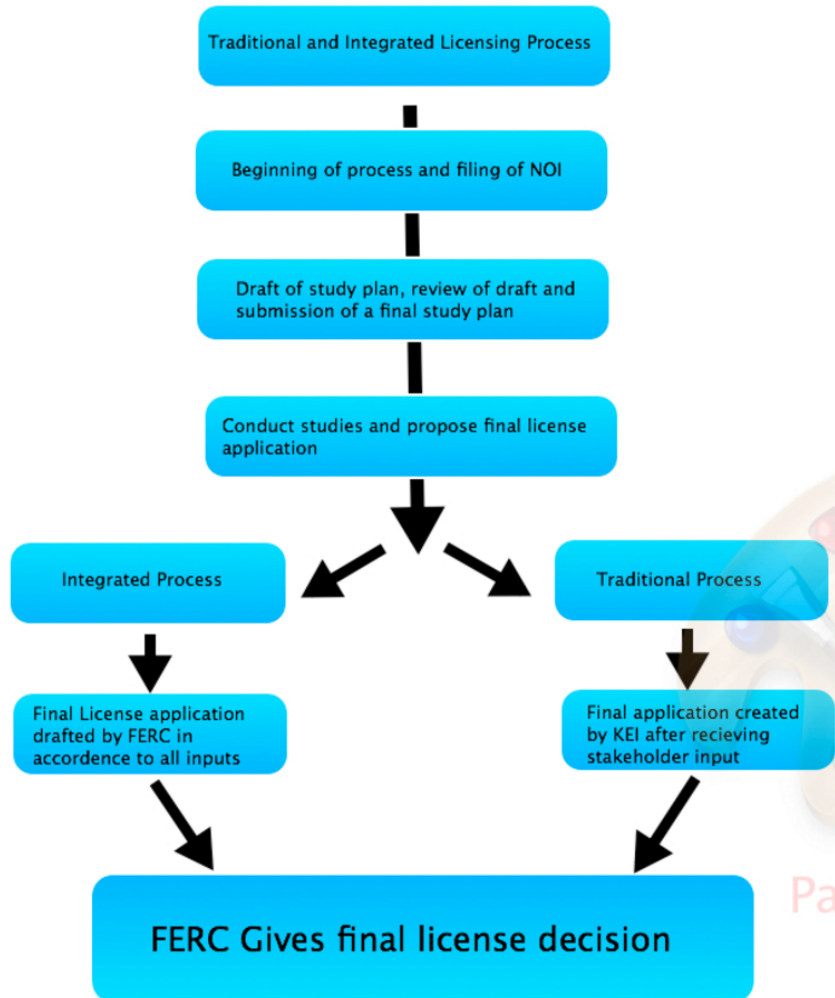 Traditional and Integrated Licensing Process
Beginning of process and filing of NOI
Draft of study plan, review of draft and
submission of a final study plan
Conduct studies and propose final license
application
Integrated Process
Traditional Process
Final License application
drafted by FERC in
accordence to all inputs
Final application created
by KEI after recieving
stakeholder input
FERC Gives final license decision
Pa